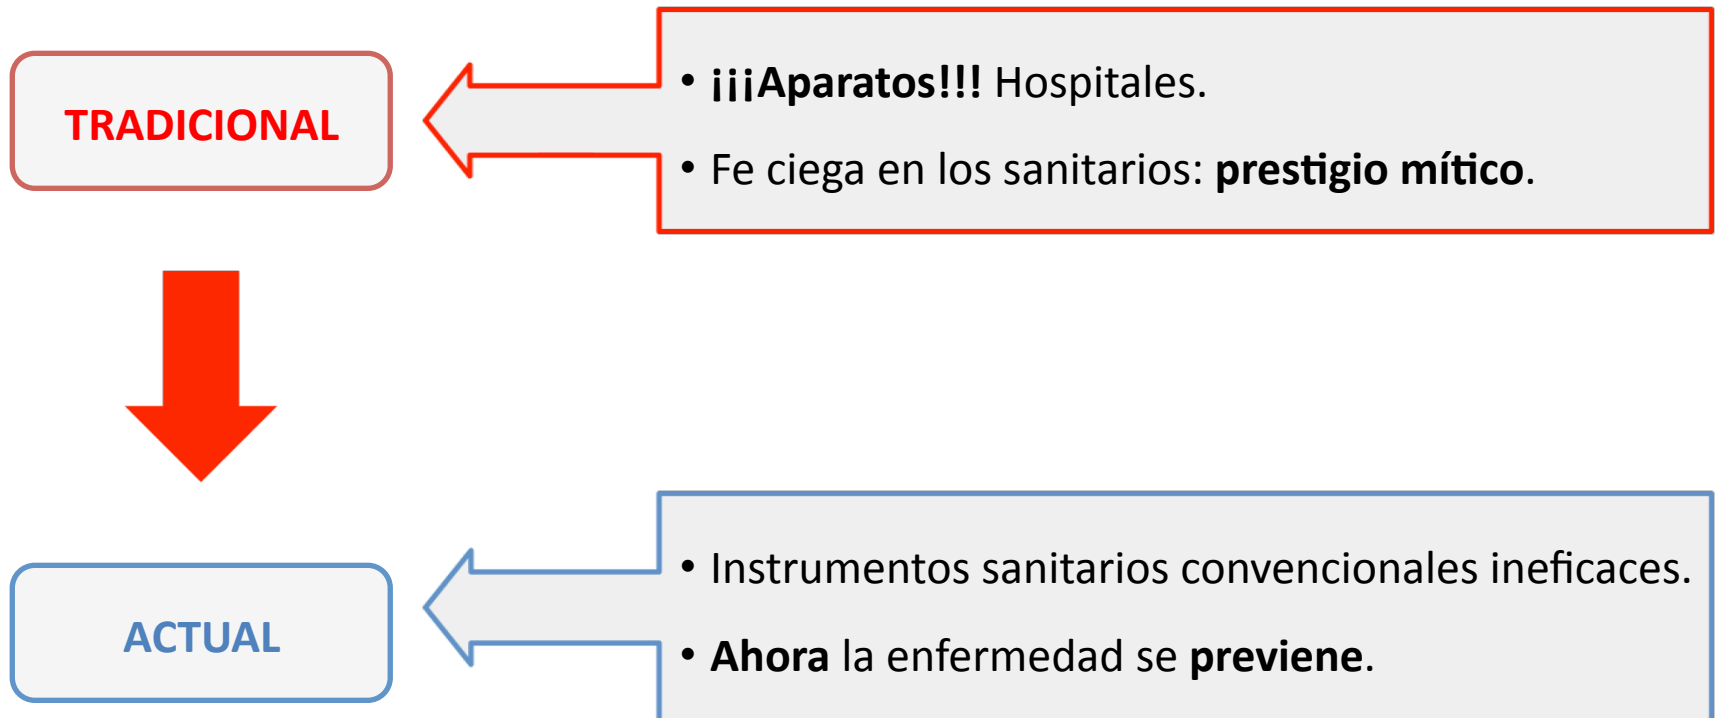 TRADICIONAL
• ¡¡¡Aparatos!!! Hospitales.
• Fe ciega en los sanitarios: prestigio mítico.
ACTUAL
• Instrumentos sanitarios convencionales ineficaces.
• Ahora la enfermedad se previene.